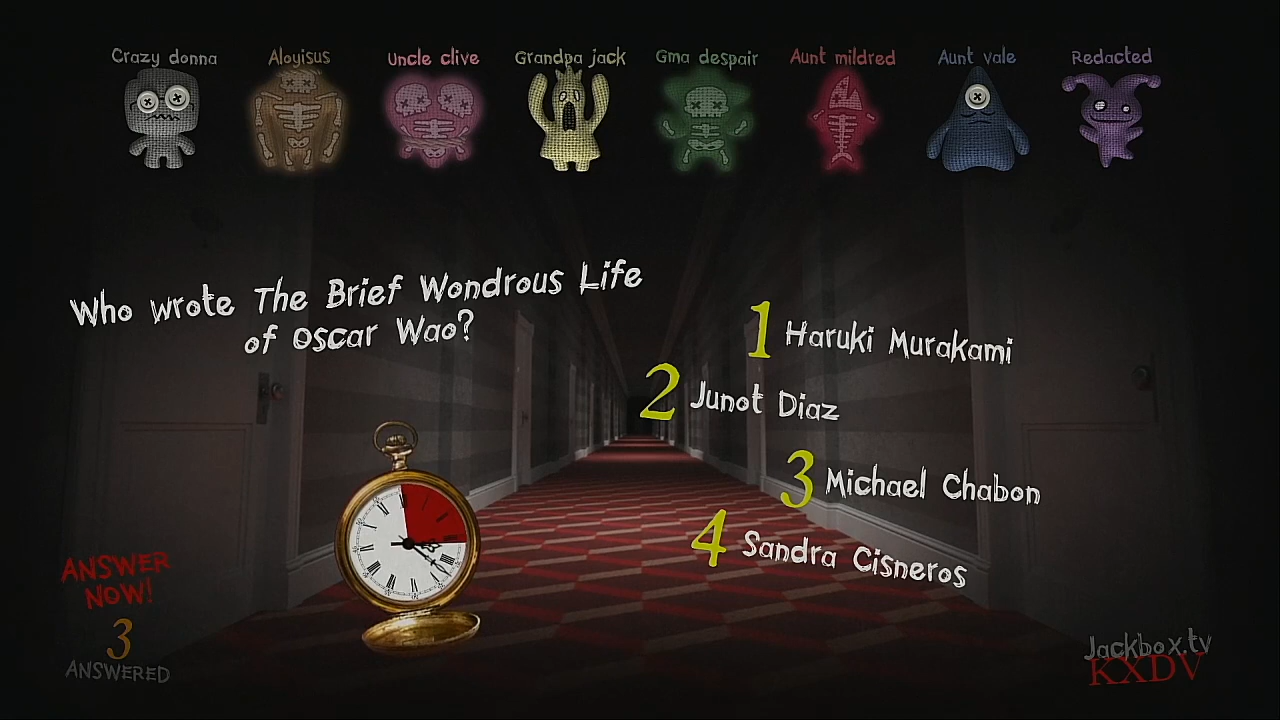 Crazy donna
Aloyisus
Uncle clive
Grandpa jack
Gma despair
Aunt mildred
Aunt vale
Redacted
Who wrote The Brief Wondrous Life
of Oscar Wao?
1 Haruki Murakami
2 Junot Diaz
3 Michael Chabon
4 Sandra Cisneros
ANSWER
NOW!
3
ANSWERED
Jackbox.tv
KXDV